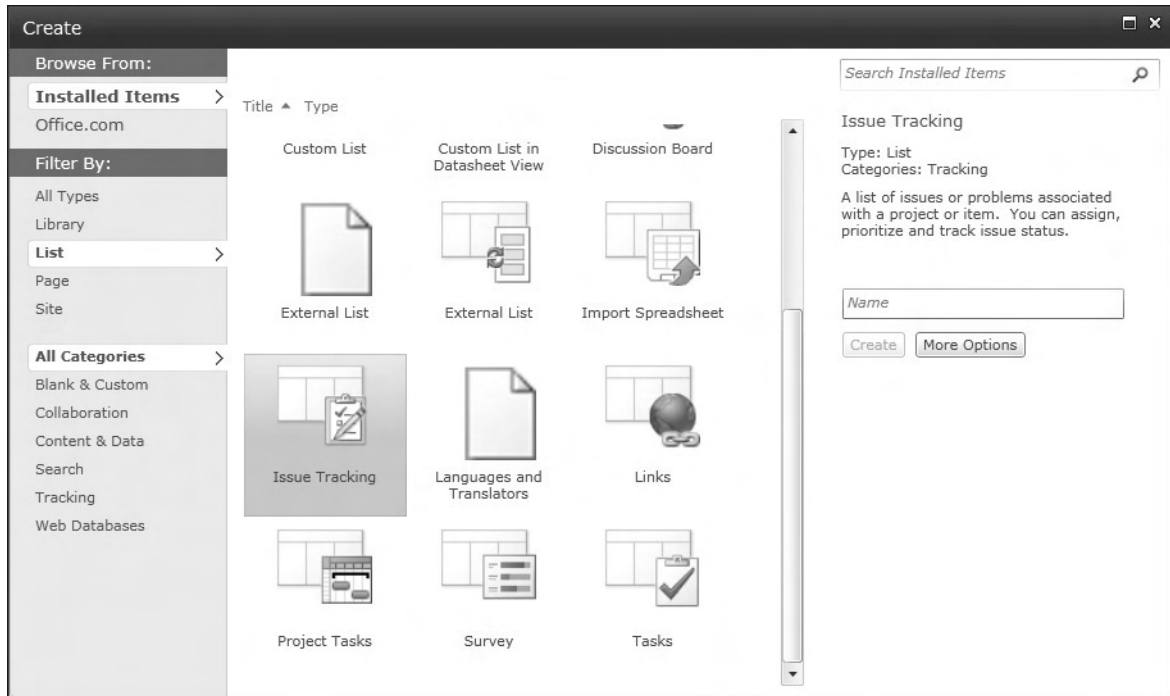 Create
Browse From:
Installed Items
Office.com
Filter By:
All Types
Library
List
Page
Site
All Categories
Blank & Custom
Collaboration
Content & Data
Search
Tracking
Web Databases
Title Type
Custom List
Custom List in
Datasheet View
Discussion Board
External List
External List
Import Spreadsheet
Issue Tracking
Languages and
Translators
Links
Project Tasks
Survey
Tasks
Search Installed Items
Issue Tracking
Type: List
Categories: Tracking
A list of issues or problems associated
with a project or item. You can assign,
prioritize and track issue status.
Name
Create
More Options